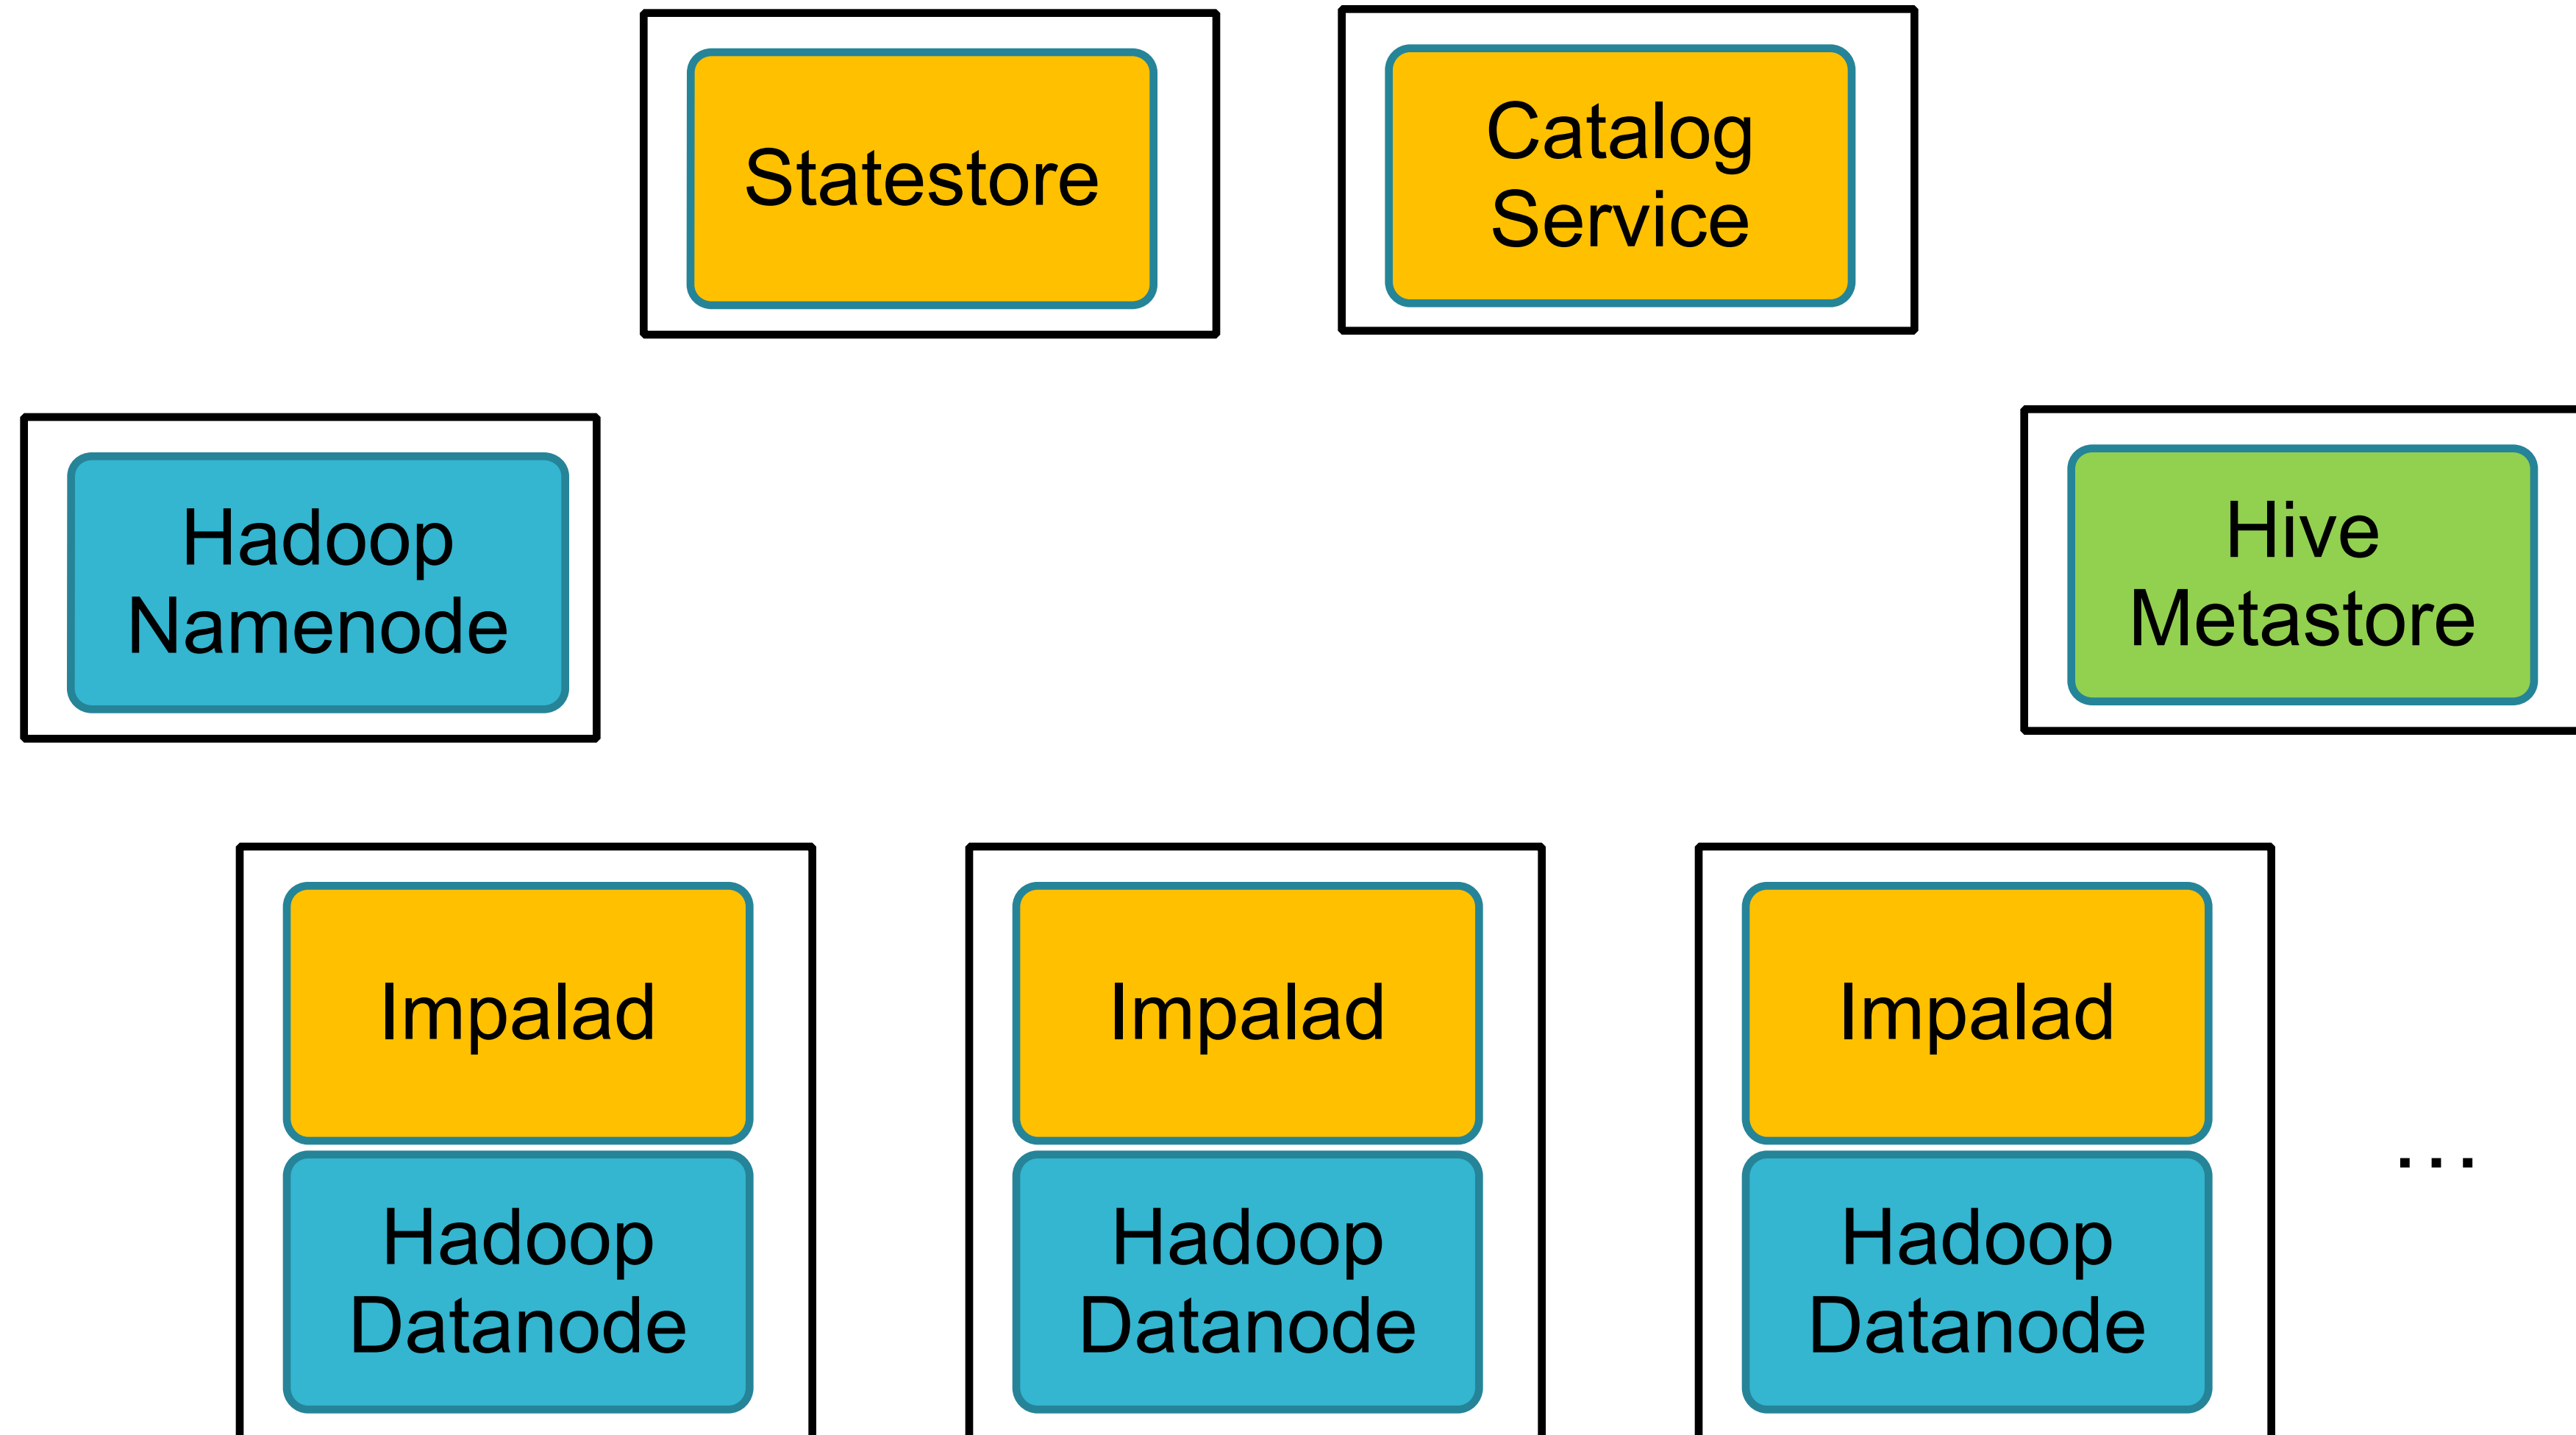 Statestore
Catalog
Service
Hadoop
Namenode
Hive
Metastore
Impalad
Impalad
Impalad
Hadoop
Datanode
Hadoop
Datanode
Hadoop
Datanode
...